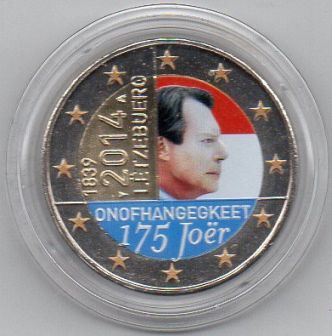 1839
2014
LËTZEBUERG
ONOFHANGEGKEET
175 Joër